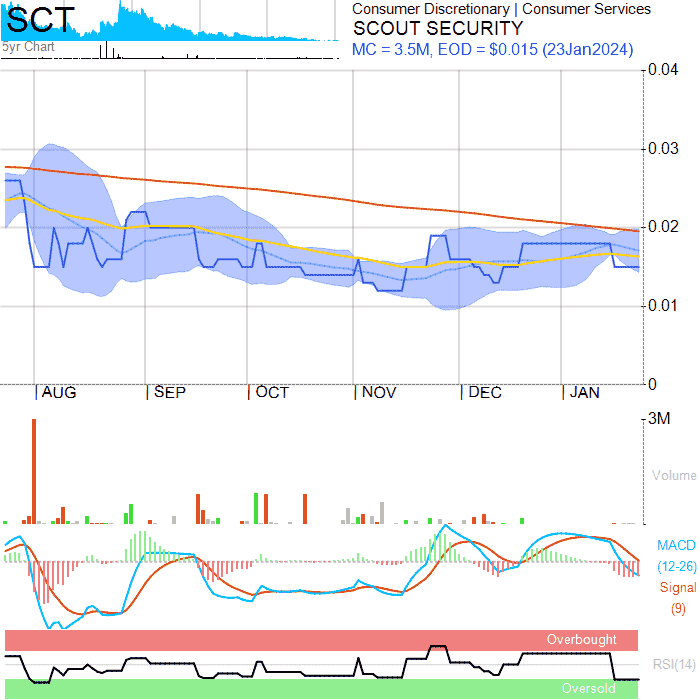 SCT
5yr Chart
Consumer Discretionary | Consumer Services
SCOUT SECURITY
MC = 3.5M, EOD = $0.015 (23Jan2024)
0.04
0.03
0.02
0.01
0
| AUG | SEP | OCT | NOV | DEC | JAN
3M
Volume
MACD
(12-26)
Signal
(9)
Overbought
RSI(14)
Oversold